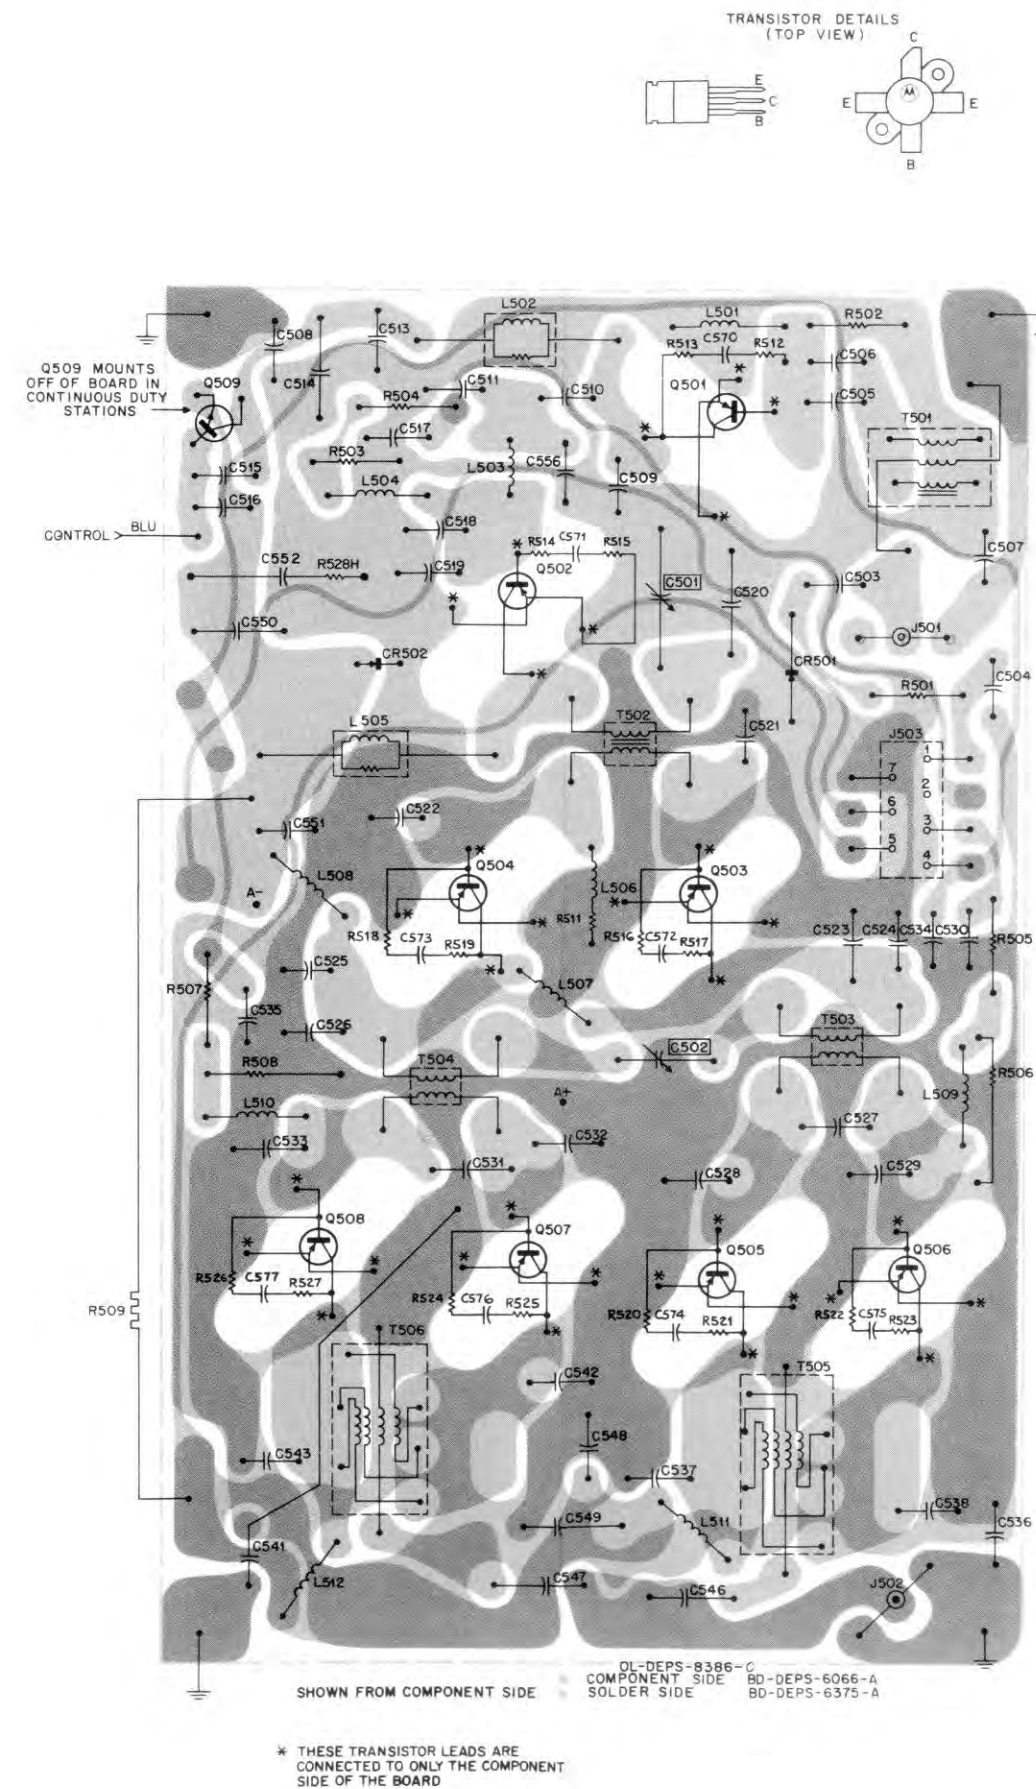 TRANSISTOR DETAILS
(TOP VIEW)
C
E
C
B
E
E
B
Q509 MOUNTS
OFF OF BOARD IN
CONTINUOUS DUTY
STATIONS
Q509
C508
C513
L502
L501
R502
R513
C570
R512
C506
C514
C511
C510
Q501
C505
T501
R504
C517
R503
L503
C556
C509
C515
L504
C516
CONTROL
BLU
C518
R514
C571
R515
C507
C552
R528H
C519
Q502
C501
C520
C503
C550
J501
CR502
CR501
C504
R501
L505
T502
C521
J503
1
7
2
6
3
5
4
C551
C522
L508
Q504
L506
Q503
A-
R518
C573
R519
R511
R516
C572
R517
C523
C524
C534
C530
R505
C525
L507
R507
C535
C526
T503
R508
T504
C502
L509
R506
L510
A+
C527
C533
C532
C531
C528
C529
Q508
Q507
Q505
Q506
R526
C577
R527
R524
C576
R525
R520
C574
R521
R522
C575
R523
R509
T506
T505
C542
C543
C548
C537
C549
L511
C538
C536
C541
L512
C547
C546
J502
OL-DEPS-8386-C
SHOWN FROM COMPONENT SIDE
COMPONENT SIDE BD-DEPS-6066-A
SOLDER SIDE BD-DEPS-6375-A
* THESE TRANSISTOR LEADS ARE
CONNECTED TO ONLY THE COMPONENT
SIDE OF THE BOARD